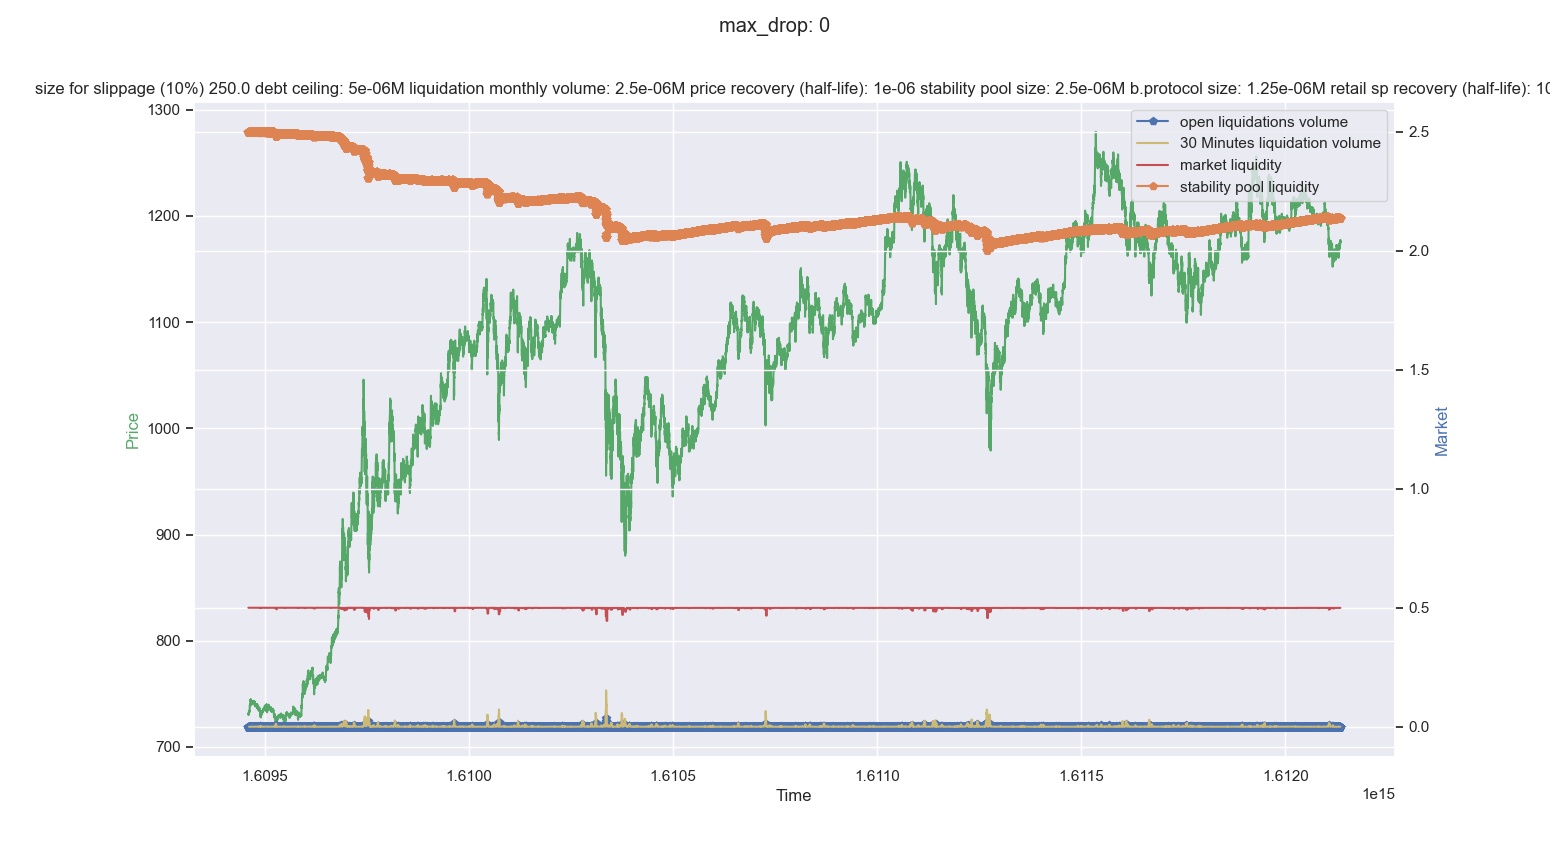 max_drop: 0
size for slippage (10%) 250.0 debt ceiling: 5e-06M liquidation monthly volume: 2.5e-06M price recovery (half-life): 1e-06 stability pool size: 2.5e-06M b.protocol size: 1.25e-06M retail sp recovery (half-life): 10
1300
1200
1100
1000
900
800
700
Price
open liquidations volume
30 Minutes liquidation volume
market liquidity
stability pool liquidity
2.5
2.0
1.5
1.0
0.5
0.0
Market
1.6095
1.6100
1.6105
1.6110
1.6115
1.6120
Time
1e15